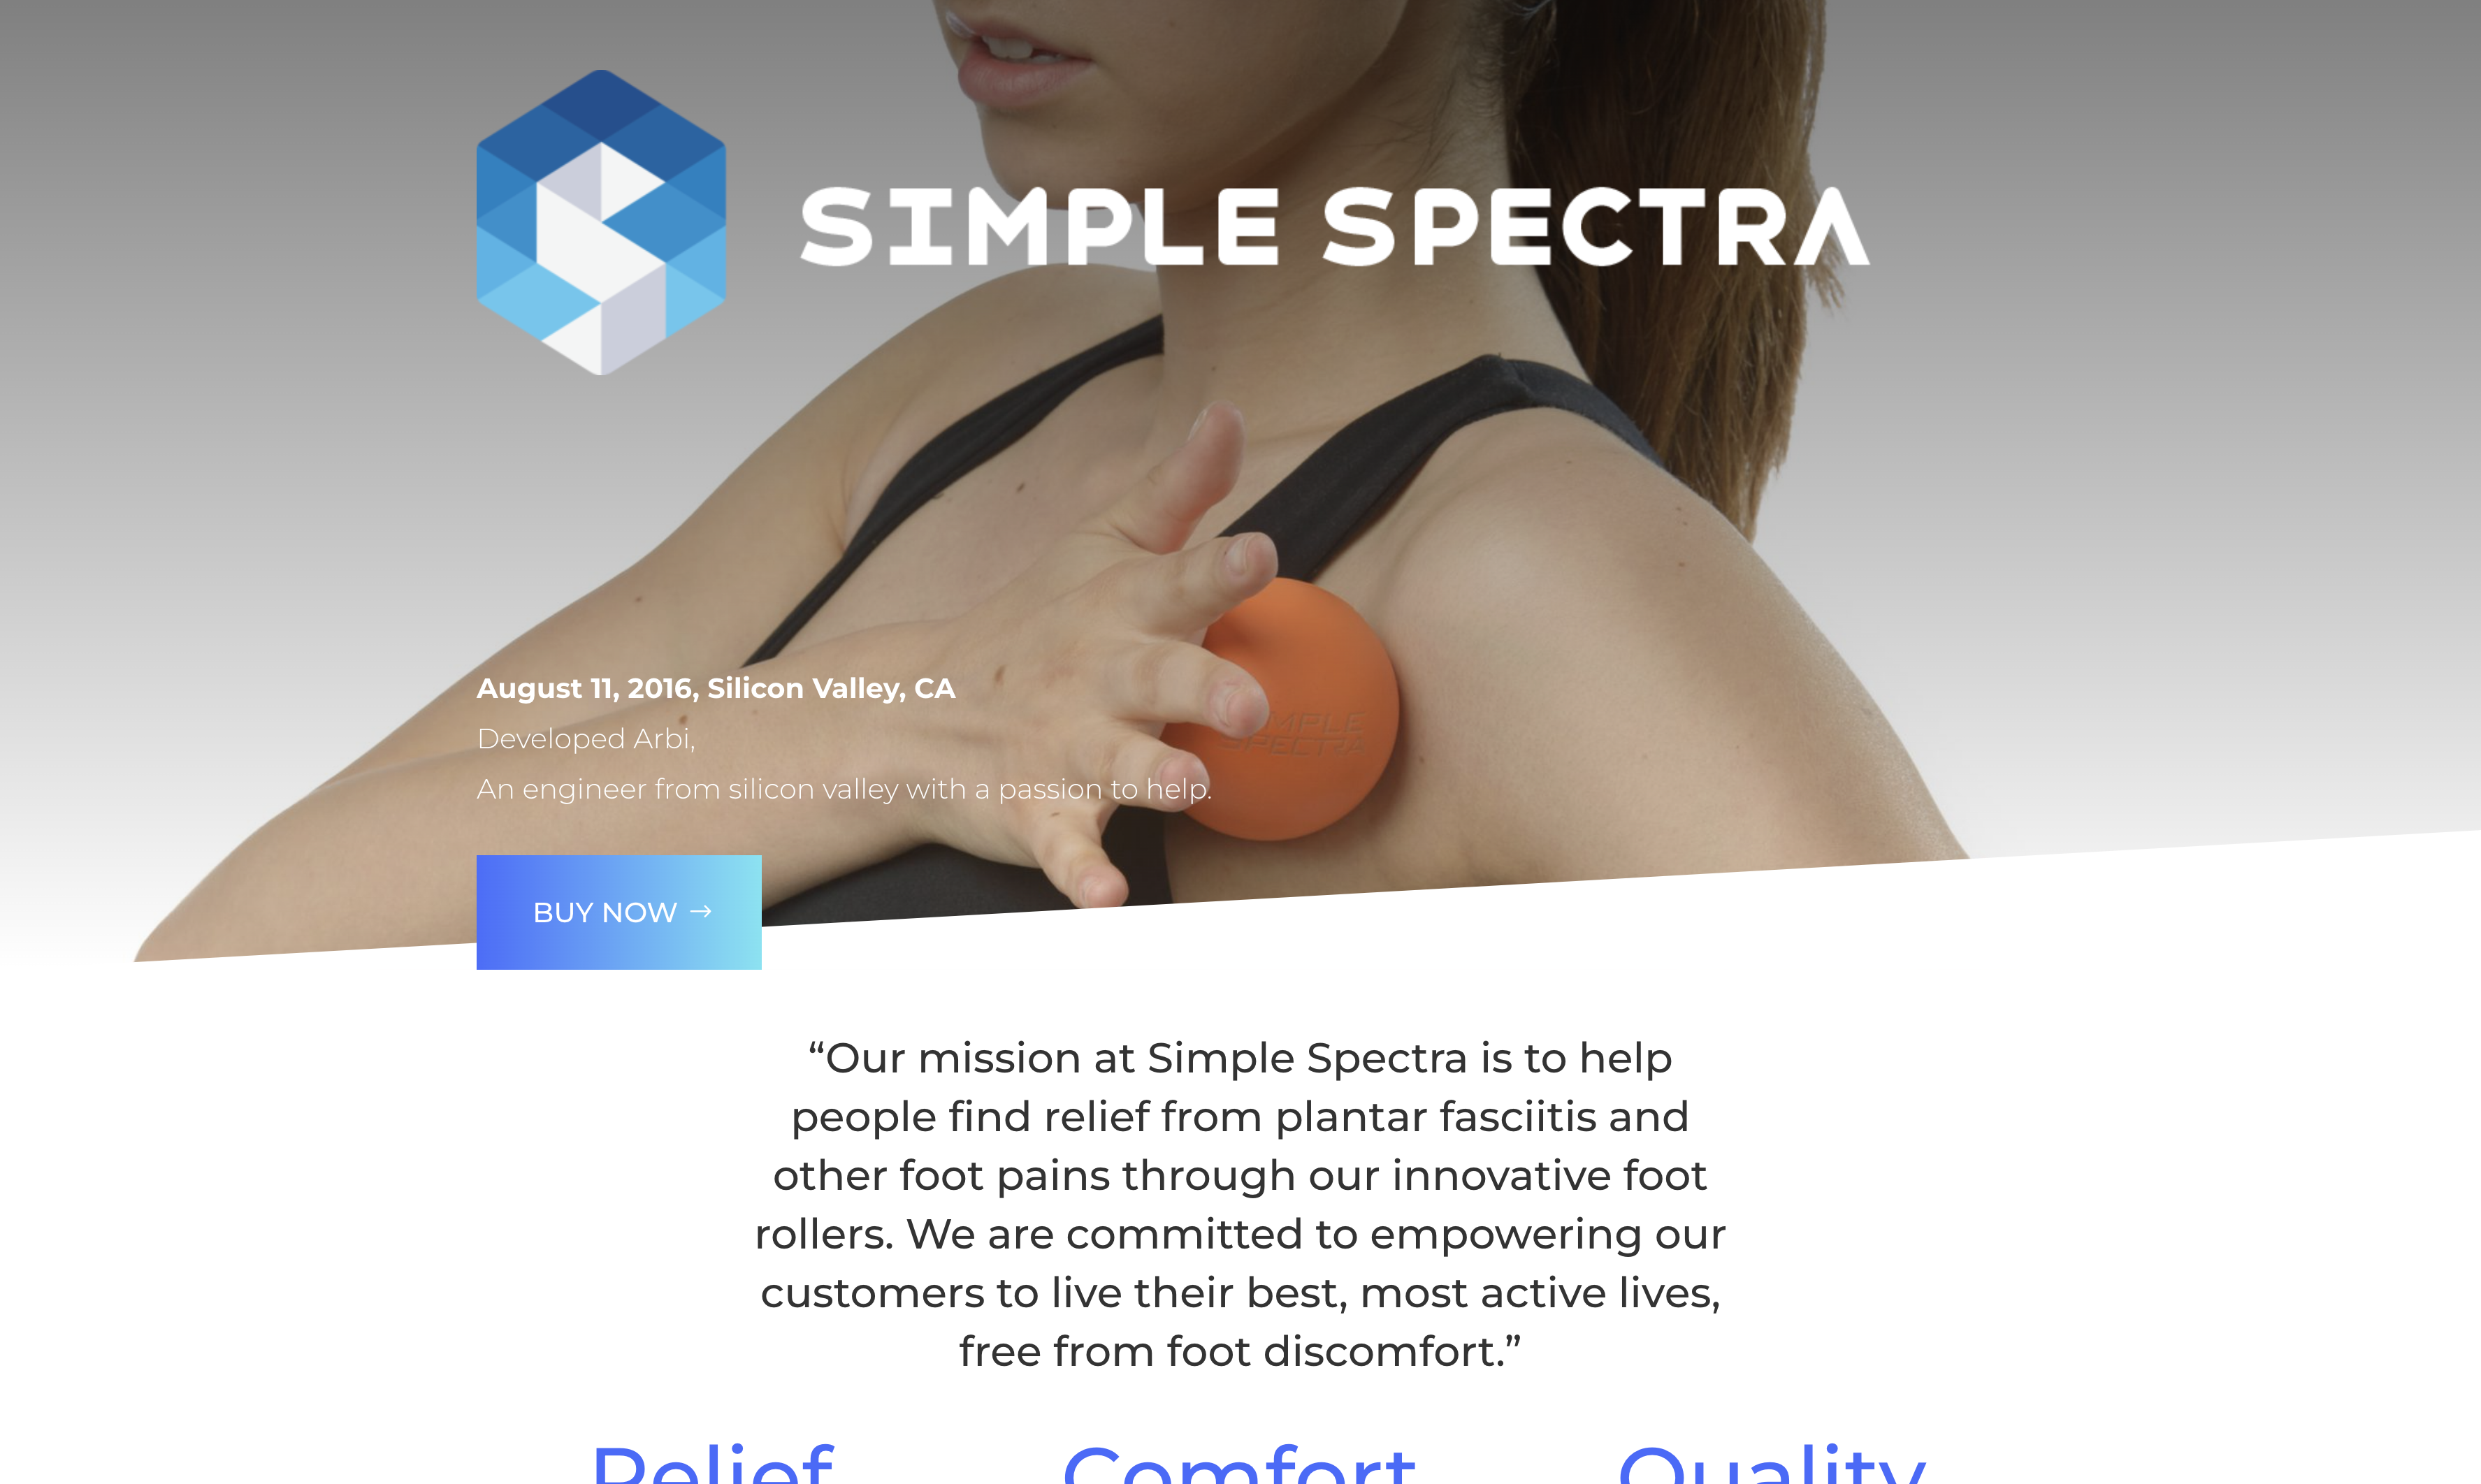 SIMPLE SPECTRA
SIMPLE
SPECTRA
August 11, 2016, Silicon Valley, CA
Developed Arbi,
An engineer from silicon valley with a passion to help.
BUY NOW →
“Our mission at Simple Spectra is to help
people find relief from plantar fasciitis and
other foot pains through our innovative foot
rollers. We are committed to empowering our
customers to live their best, most active lives,
free from foot discomfort.”
Relief
Comfort
Quality